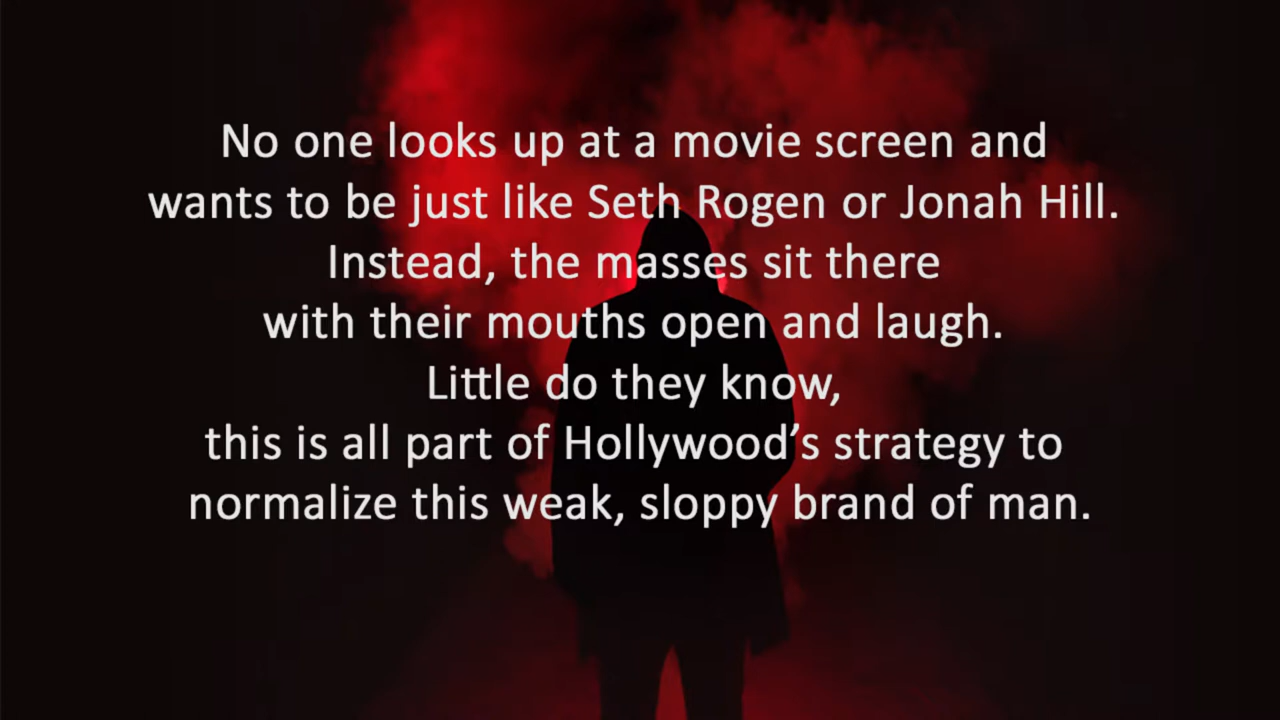 No one looks up at a movie screen and
wants to be just like Seth Rogen or Jonah Hill.
Instead, the masses sit there
with their mouths open and laugh.
Little do they know,
this is all part of Hollywood’s strategy to
normalize this weak, sloppy brand of man.